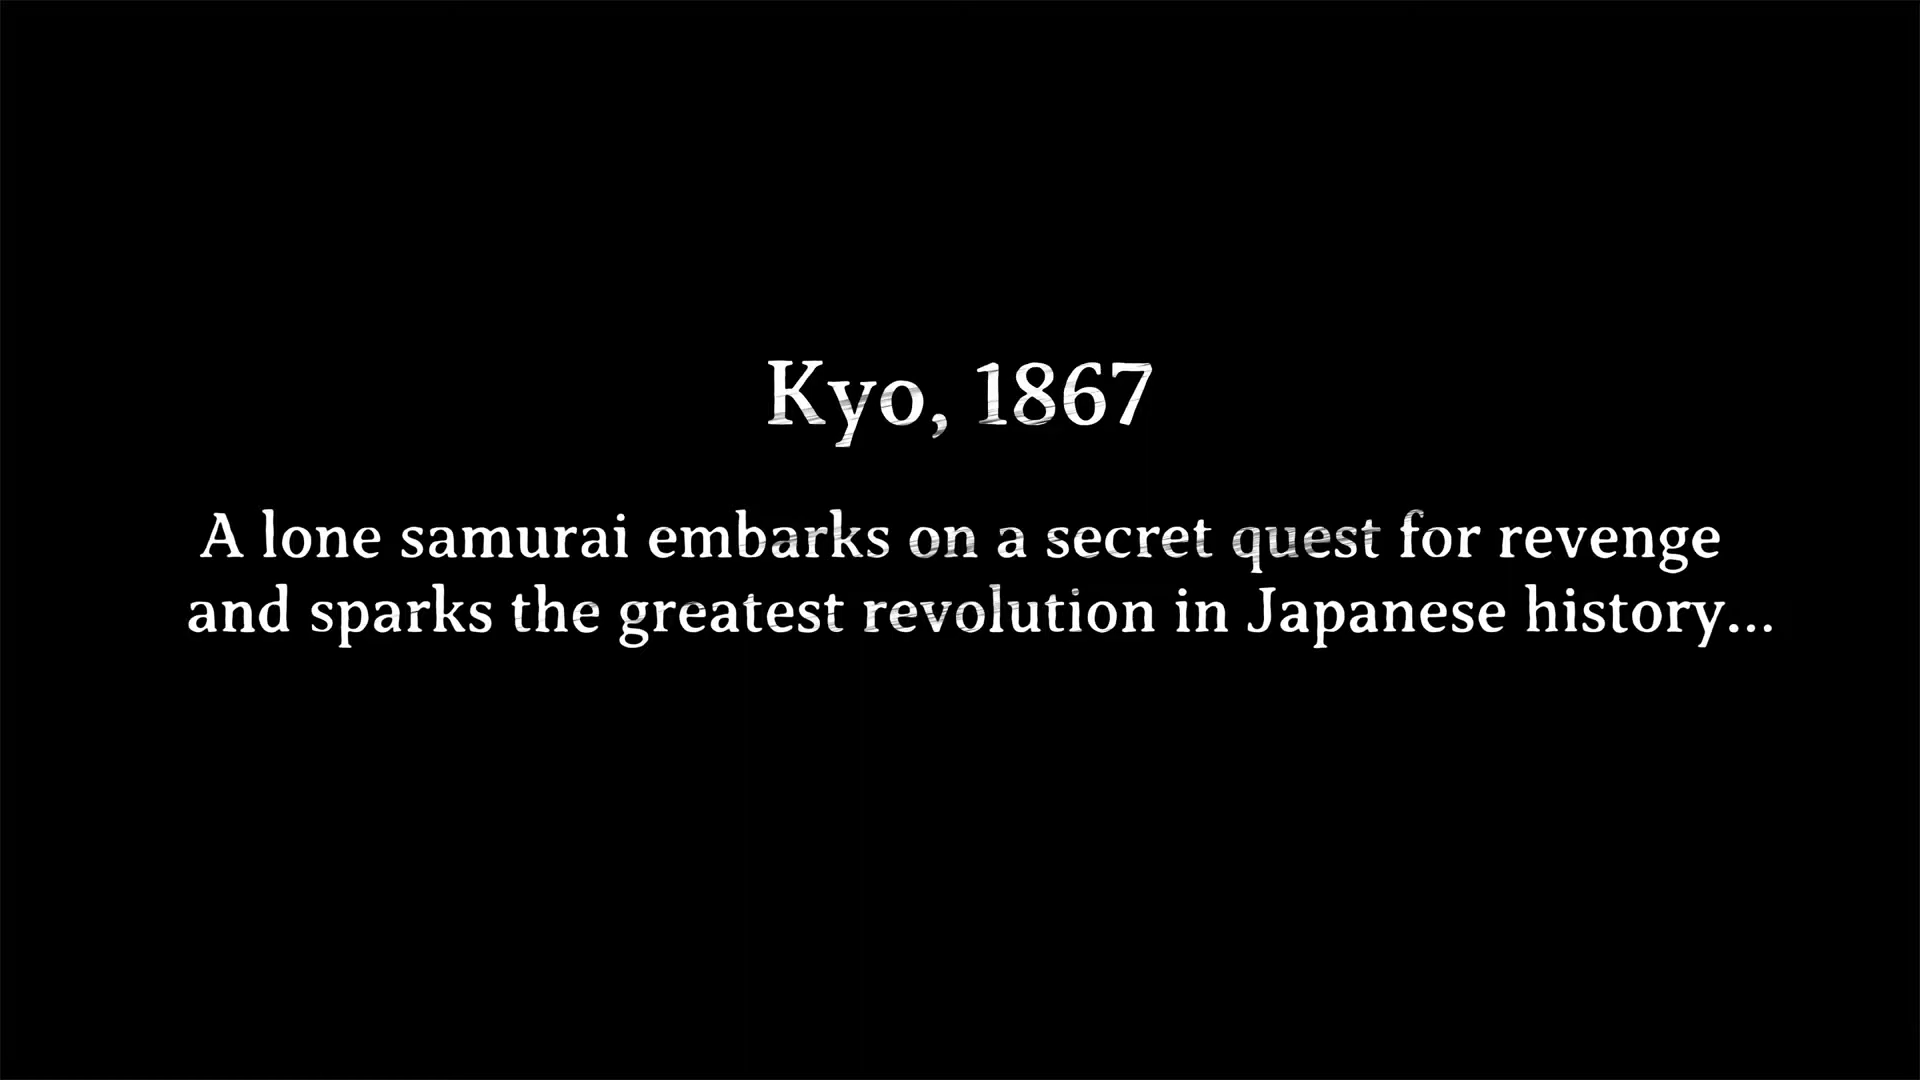 Kyo, 1867
A lone samurai embarks on a secret quest for revenge
and sparks the greatest revolution in Japanese history...